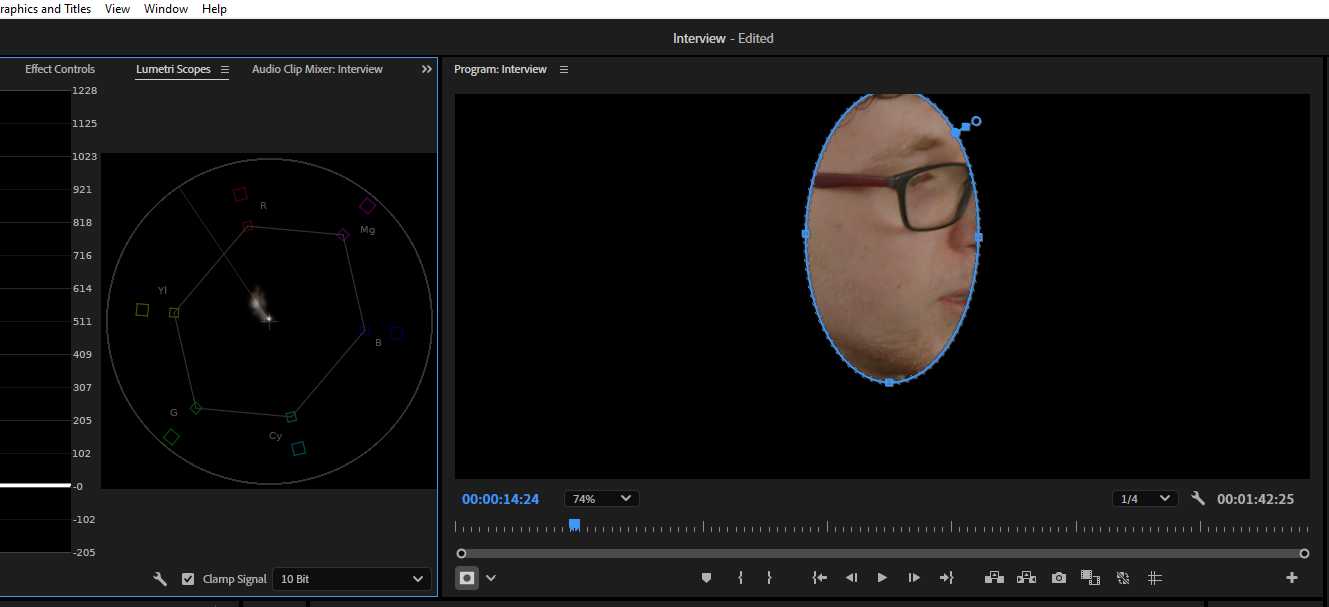 raphics and Titles View Window Help
Interview - Edited
Effect Controls Lumetri Scopes Audio Clip Mixer: Interview
Program: Interview
1228
1125
1023
921
818
716
614
511
409
307
205
102
-0
-102
-205
R
Mg
Yl
B
G
Cy
00:00:14:24 74% 1/4 00:01:42:25
Clamp Signal 10 Bit